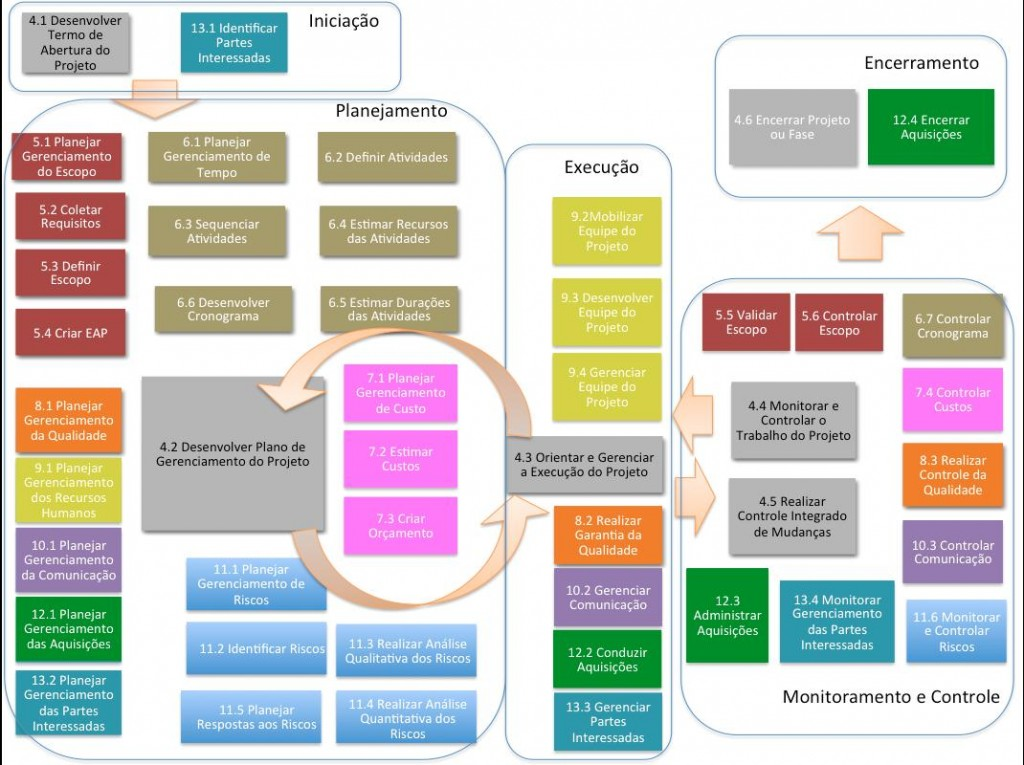 Iniciação
4.1 Desenvolver
Termo de
Abertura do
Projeto
13.1 Identificar
Partes
Interessadas
Planejamento
5.1 Planjar
Gerenciamento
do Escopo
6.1 Planejar
Gerenciamento de
Tempo
6.2 Definir Atividades
5.2 Coletar
Requisitos
6.3 Sequenciar
Atividades
6.4 Estimar Recursos
das Atividades
5.3 Definir
Escopo
6.6 Desenvolver
Cronograma
6.5 Estimar Durações
das Atividades
5.4 Criar EAP
8.1 Planjar
Gerenciamento
da Qualidade
4.2 Desenvolver Plano de
Gerenciamento do Projeto
7.1 Planejar
Gerenciamento
de Custo
7.2 Estimar
Custos
7.3 Criar
Orçamento
9.1 Planejar
Gerenciamento
dos Recursos
Humanos
10.1 Planejar
Gerenciamento
da Comunicação
11.1 Planejar
Gerenciamento de
Riscos
12.1 Planejar
Gerenciamento
das Aquisições
11.2 Identificar Riscos
11.3 Realizar Análise
Qualitativa dos Riscos
13.2 Planejar
Gerenciamento
das Partes
Interessadas
11.5 Planejar
Respostas aos Riscos
11.4 Realizar Análise
Quantitativa dos
Riscos
Execução
9.2Mobilizar
Equipe do
Projeto
9.3 Desenvolver
Equipe do
Projeto
9.4 Gerenciar
Equipe do
Projeto
4.3 Orientar e Gerenciar
a Execução do Projeto
8.2 Realizar
Garantia da
Qualidade
10.2 Gerenciar
Comunicação
12.2 Conduzir
Aquisições
13.3 Gerenciar
Partes
Interessadas
Encerramento
4.6 Encerrar Projeto
ou Fase
12.4 Encerrar
Aquisições
5.5 Validar
Escopo
5.6 Controlar
Escopo
6.7 Controlar
Cronograma
4.4 Monitorar e
Controlar o
Trabalho do Projeto
7.4 Controlar
Custos
4.5 Realizar
Controle Integrado
de Mudanças
8.3 Realizar
Controle da
Qualidade
10.3 Controlar
Comunicação
12.3
Administrar
Aquisições
13.4 Monitorar
Gerenciamento
das Partes
Interessadas
11.6 Monitorar
e Controlar
Riscos
Monitoramento e Controle